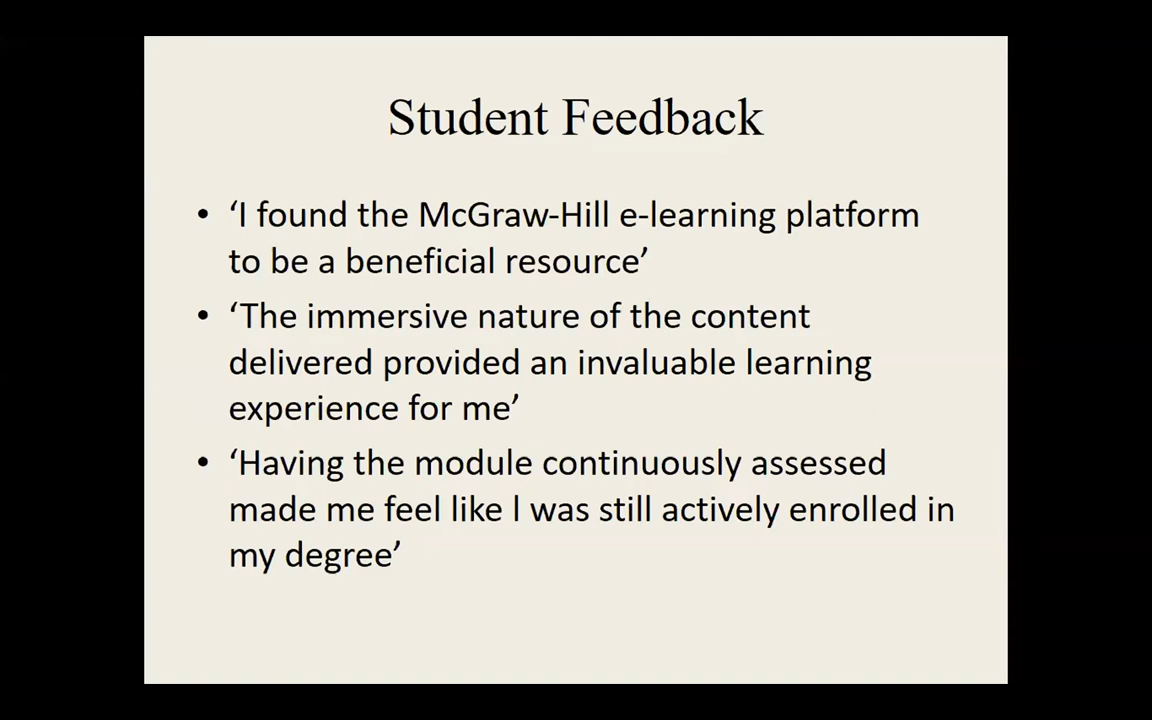 Student Feedback
• ‘I found the McGraw-Hill e-learning platform
to be a beneficial resource’
• ‘The immersive nature of the content
delivered provided an invaluable learning
experience for me’
• ‘Having the module continuously assessed
made me feel like l was still actively enrolled in
my degree’